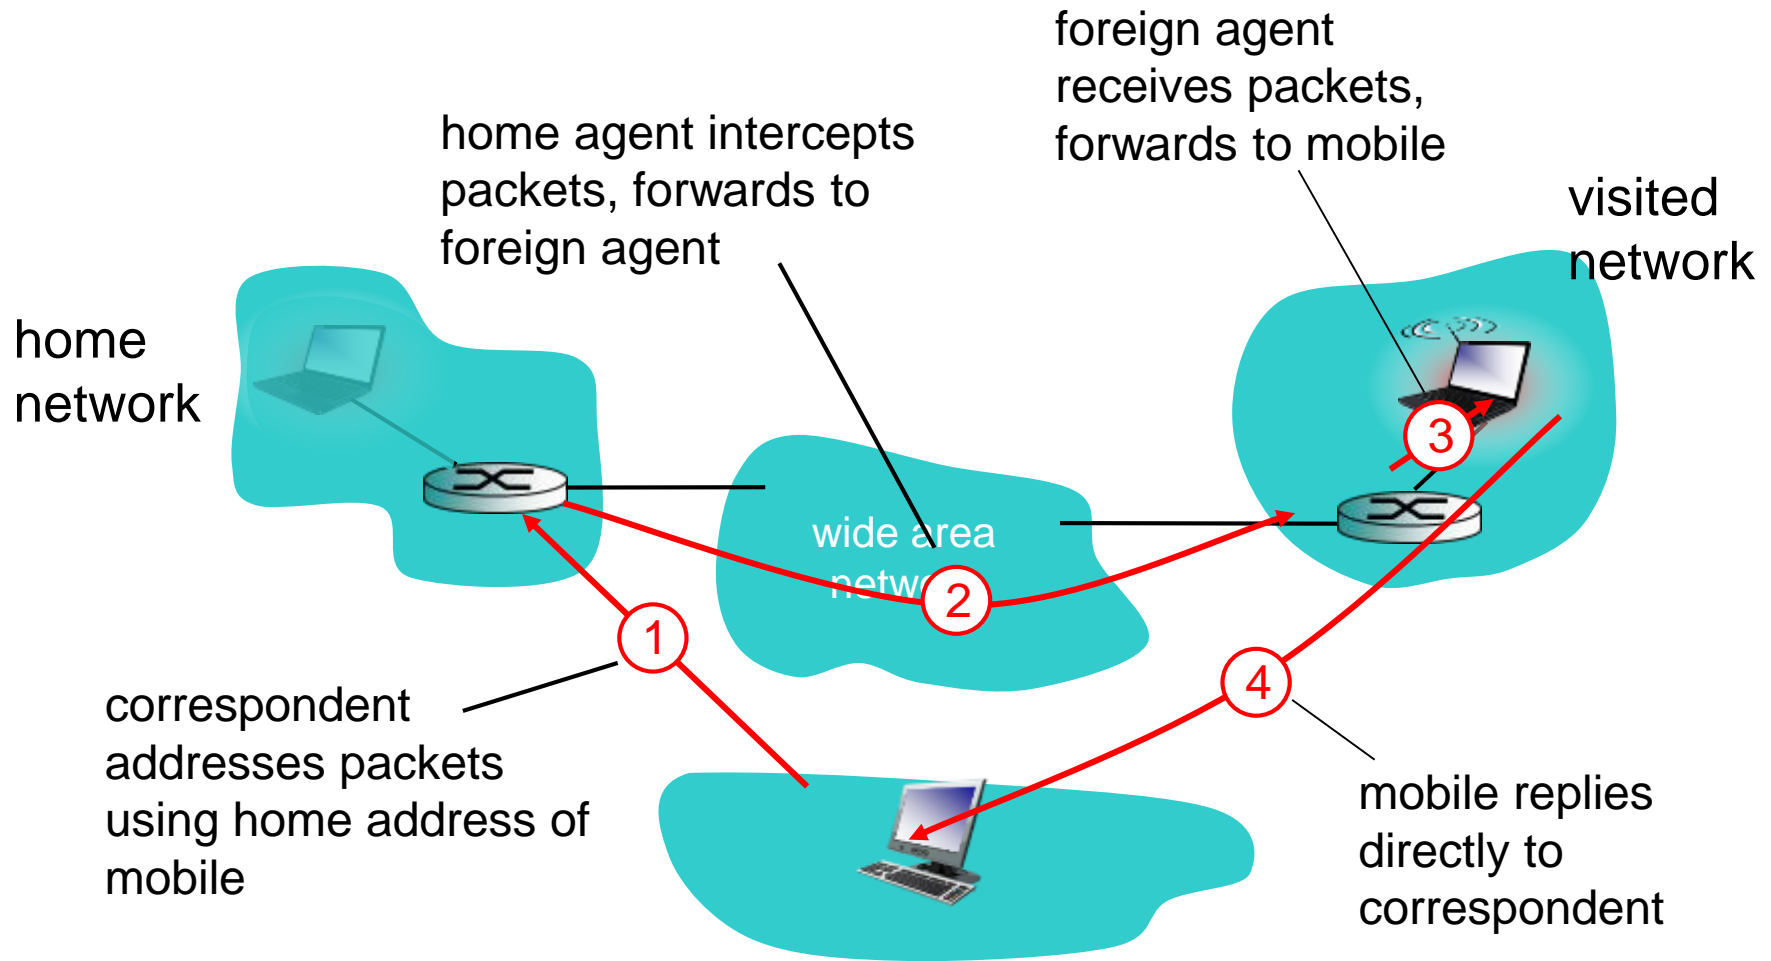 foreign agent
receives packets,
forwards to mobile
home agent intercepts
packets, forwards to
foreign agent
visited
network
home
network
wide area
network
3
2
1
4
correspondent
addresses packets
using home address of
mobile
mobile replies
directly to
correspondent